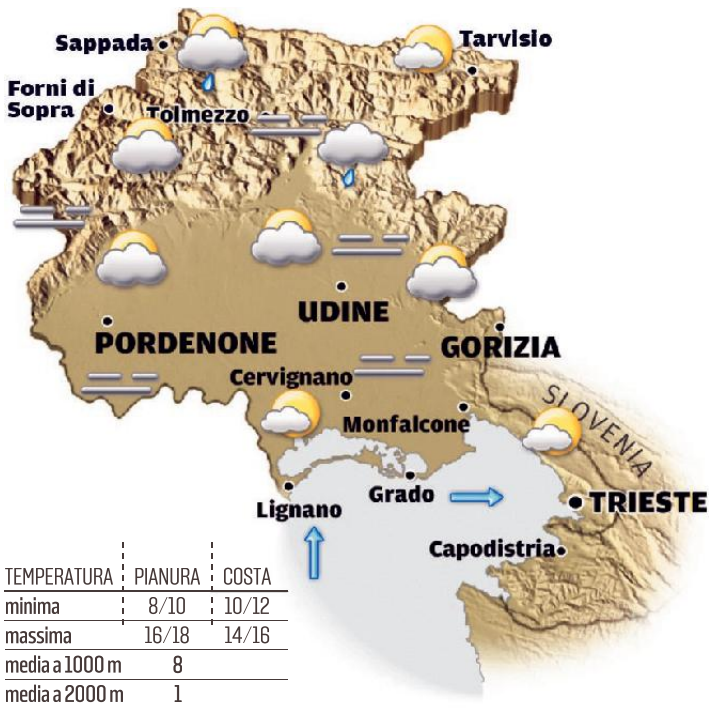 Sappada
Tarvisio
Forni di
Sopra
Tolmezzo
UDINE
PORDENONE
GORIZIA
Cervignano
SLOVENIA
Monfalcone
Grado
Lignano
TRIESTE
Capodistria
TEMPERATURA PIANURA COSTA
minima 8/10 10/12
massima 16/18 14/16
media a 1000 m 8
media a 2000 m 1